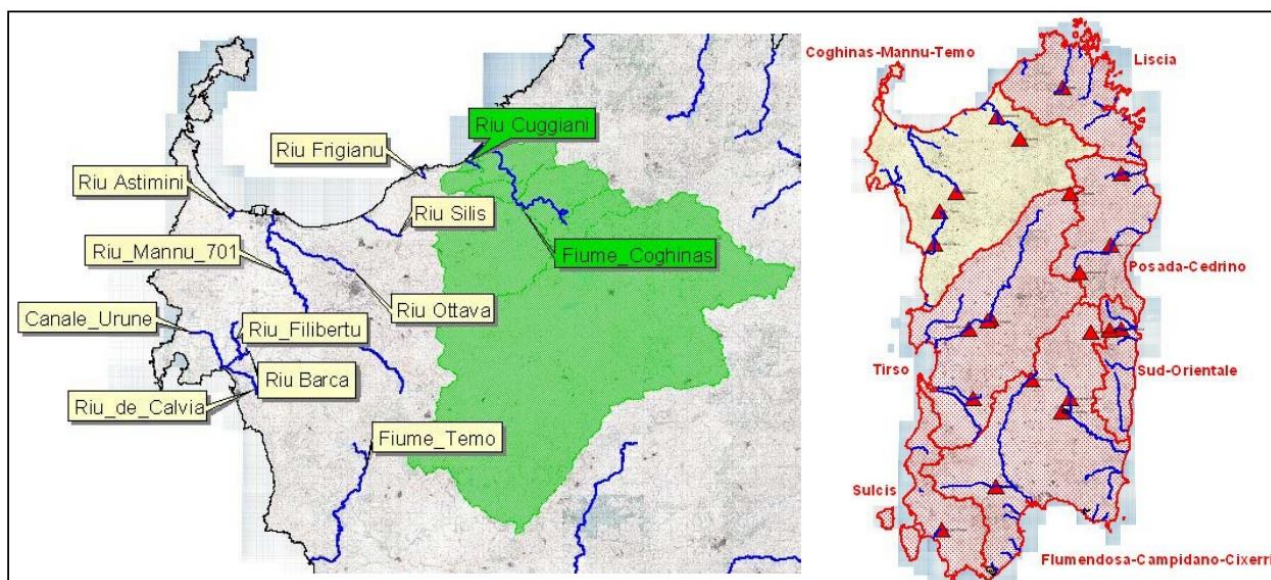 Riu Cuggiani
Riu Frigianu
Riu Astimini
Riu Silis
Riu_Mannu_701
Fiume_Coghinas
Riu Ottava
Canale_Urune
Riu_Filibertu
Riu Barca
Riu_de_Calvia
Fiume_Temo
Coghinas-Mannu-Temo
Liscia
Posada-Cedrino
Tirso
Sud-Orientale
Sulcis
Flumendosa-Campidano-Cixerri